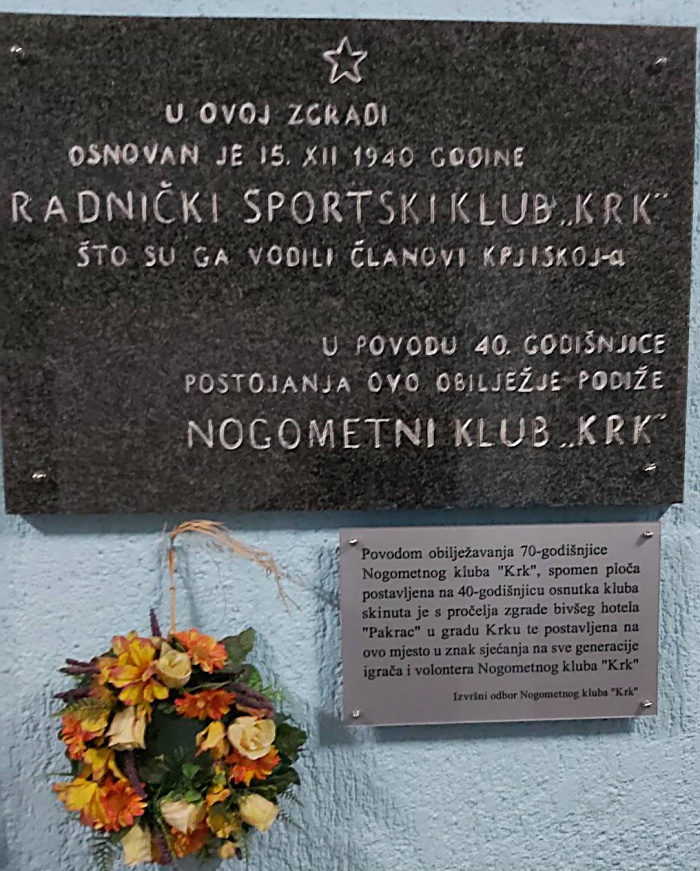 U OVOJ ZGRADI
OSNOVAN JE 15. XII 1940 GODINE
RADNIČKI SPORTSKI KLUB „KRK"
ŠTO SU GA VODILI ČLANOVI KPJ I SKOJ-a
U POVODU 40. GODIŠNJICE
POSTOJANJA OVO OBILJEŽJE PODIŽE
NOGOMETNI KLUB „KRK"
Povodom obilježavanja 70-godišnjice
Nogometnog kluba "Krk", spomen ploča
postavljena na 40-godišnjicu osnutka kluba
skinuta je s pročelja zgrade bivšeg hotela
"Pakrac" u gradu Krku te postavljena na
ovo mjesto u znak sjećanja na sve generacije
igrača i volontera Nogometnog kluba "Krk"
Izvršni odbor Nogometnog kluba "Krk"